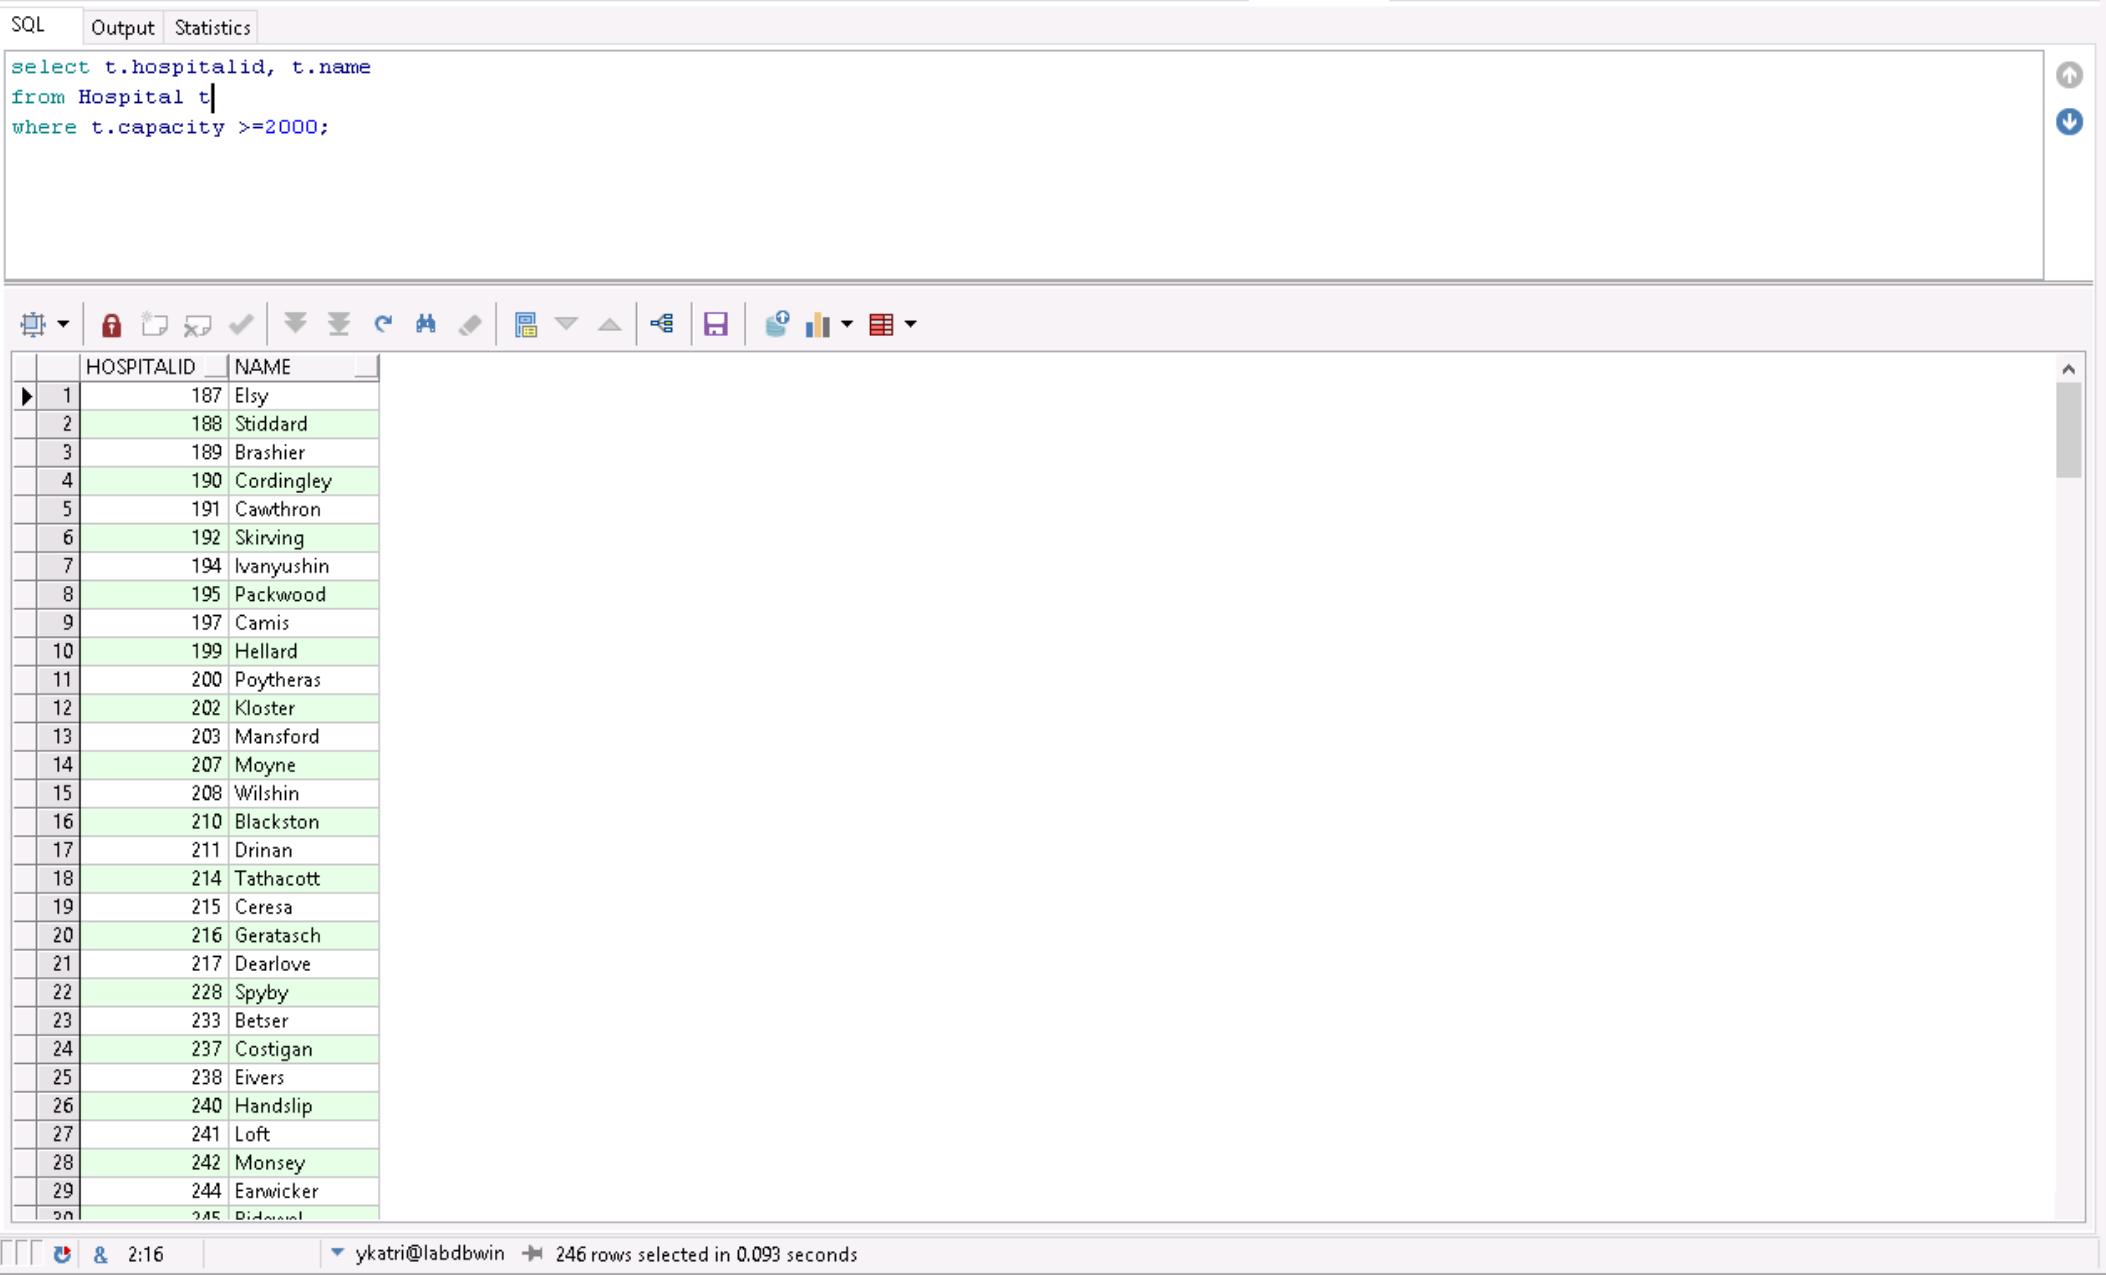 SQL Output Statistics
select t.hospitalid, t.name
from Hospital t
where t.capacity >=2000;
HOSPITALID NAME
1 187 Elsy
2 188 Stiddard
3 189 Brashier
4 190 Cordingley
5 191 Cawthron
6 192 Skirving
7 194 Ivanyushin
8 195 Packwood
9 197 Camis
10 199 Hellard
11 200 Poytheras
12 202 Kloster
13 203 Mansford
14 207 Moyne
15 208 Wilshin
16 210 Blackston
17 211 Drinan
18 214 Tathacott
19 215 Ceresa
20 216 Geratasch
21 217 Dearlove
22 228 Spyby
23 233 Betser
24 237 Costigan
25 238 Eivers
26 240 Handslip
27 241 Loft
28 242 Monsey
29 244 Earwicker
30 245
& 2:16 ykatri@labdbwin 246 rows selected in 0.093 seconds